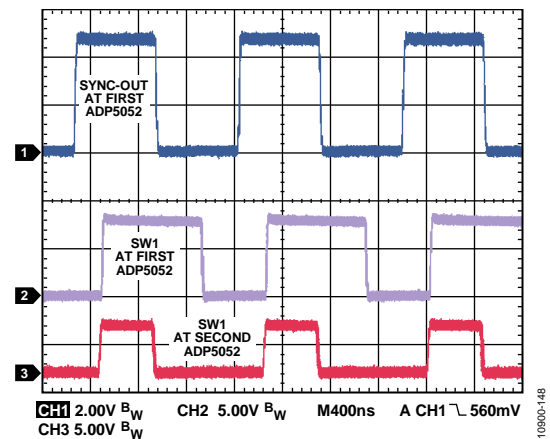 SYNC-OUT
AT FIRST
ADP5052
1
SW1
AT FIRST
ADP5052
2
SW1
AT SECOND
ADP5052
3
CH1 2.00V BW CH2 5.00V BW M400ns A CH1 560mV
CH3 5.00V BW
10900-148